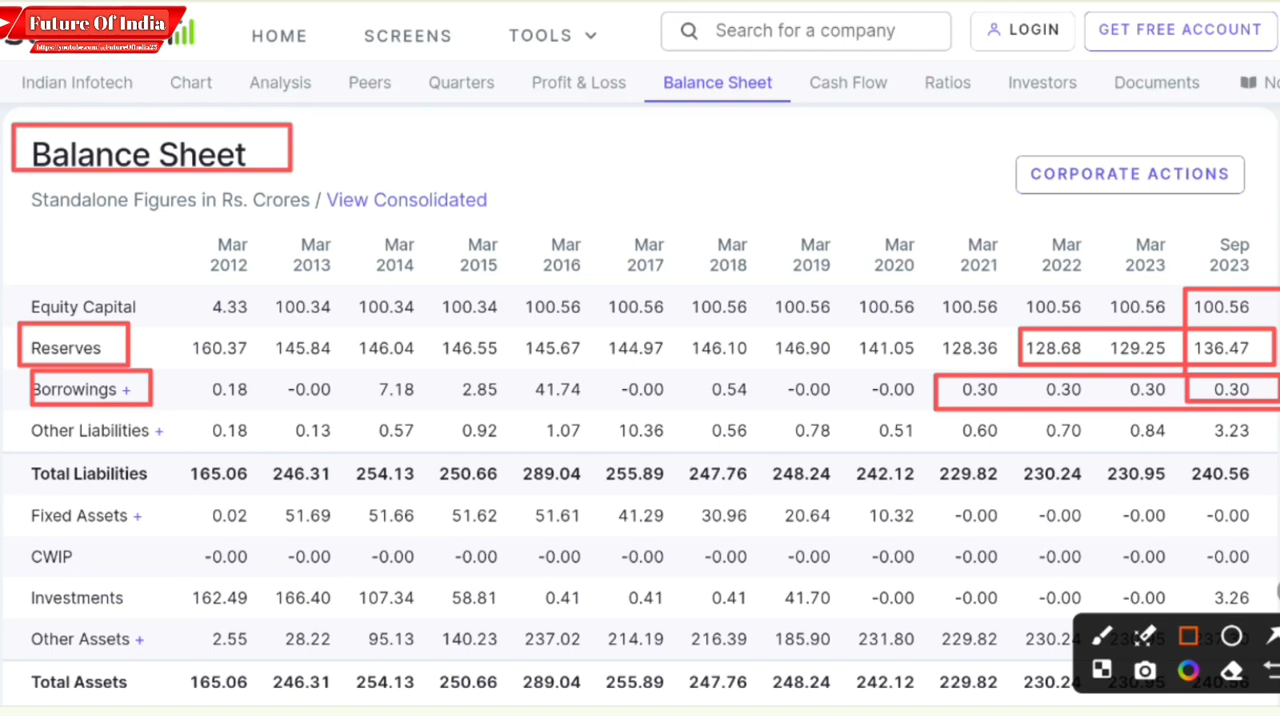 Future Of India
https://youtube.com/@FutureOfIndia25
HOME SCREENS TOOLS Search for a company LOGIN GET FREE ACCOUNT
Indian Infotech Chart Analysis Peers Quarters Profit & Loss Balance Sheet Cash Flow Ratios Investors Documents
Balance Sheet
CORPORATE ACTIONS
Standalone Figures in Rs. Crores / View Consolidated
Mar 2012 Mar 2013 Mar 2014 Mar 2015 Mar 2016 Mar 2017 Mar 2018 Mar 2019 Mar 2020 Mar 2021 Mar 2022 Mar 2023 Sep 2023
Equity Capital 4.33 100.34 100.34 100.34 100.56 100.56 100.56 100.56 100.56 100.56 100.56 100.56 100.56
Reserves 160.37 145.84 146.04 146.55 145.67 144.97 146.10 146.90 141.05 128.36 128.68 129.25 136.47
Borrowings + 0.18 -0.00 7.18 2.85 41.74 -0.00 0.54 -0.00 -0.00 0.30 0.30 0.30 0.30
Other Liabilities + 0.18 0.13 0.57 0.92 1.07 10.36 0.56 0.78 0.51 0.60 0.70 0.84 3.23
Total Liabilities 165.06 246.31 254.13 250.66 289.04 255.89 247.76 248.24 242.12 229.82 230.24 230.95 240.56
Fixed Assets + 0.02 51.69 51.66 51.62 51.61 41.29 30.96 20.64 10.32 -0.00 -0.00 -0.00 -0.00
CWIP -0.00 -0.00 -0.00 -0.00 -0.00 -0.00 -0.00 -0.00 -0.00 -0.00 -0.00 -0.00 -0.00
Investments 162.49 166.40 107.34 58.81 0.41 0.41 0.41 41.70 -0.00 -0.00 -0.00 -0.00 3.26
Other Assets + 2.55 28.22 95.13 140.23 237.02 214.19 216.39 185.90 231.80 229.82 230.24
Total Assets 165.06 246.31 254.13 250.66 289.04 255.89 247.76 248.24 242.12 229.82 230.24 230.95 240.56